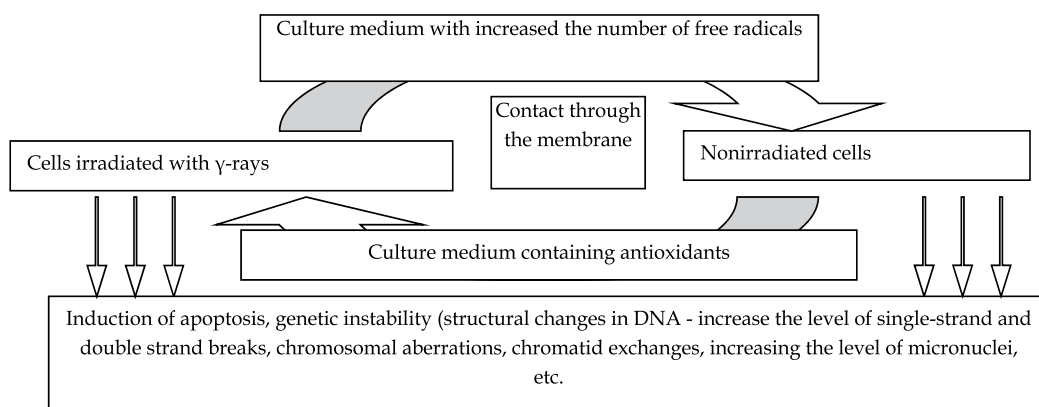 Culture medium with increased the number of free radicals
Contact through
the membrane
Cells irradiated with γ-rays
Nonirradiated cells
Culture medium containing antioxidants
Induction of apoptosis, genetic instability (structural changes in DNA - increase the level of single-strand and
double strand breaks, chromosomal aberrations, chromatid exchanges, increasing the level of micronuclei,
etc.